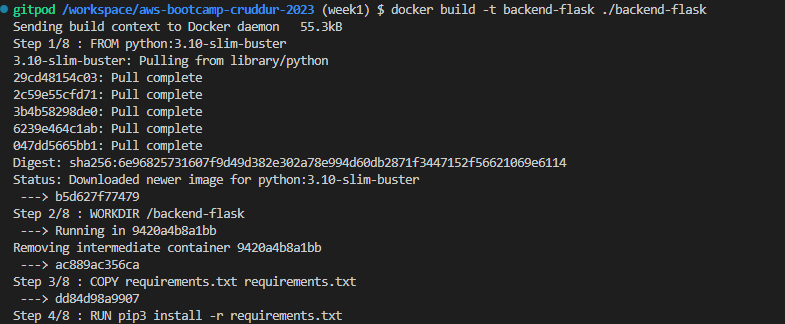 gitpod /workspace/aws-bootcamp-cruddur-2023 (week1) $ docker build -t backend-flask ./backend-flask
Sending build context to Docker daemon   55.3kB
Step 1/8 : FROM python:3.10-slim-buster
3.10-slim-buster: Pulling from library/python
29cd48154c03: Pull complete
2c59e55cfd71: Pull complete
3b4b58298de0: Pull complete
6239e464c1ab: Pull complete
047dd5665bb1: Pull complete
Digest: sha256:6e96825731607f9d49d382e302a78e994d60db2871f3447152f56621069e6114
Status: Downloaded newer image for python:3.10-slim-buster
 ---> b5d627f77479
Step 2/8 : WORKDIR /backend-flask
 ---> Running in 9420a4b8a1bb
Removing intermediate container 9420a4b8a1bb
 ---> ac889ac356ca
Step 3/8 : COPY requirements.txt requirements.txt
 ---> dd84d98a9907
Step 4/8 : RUN pip3 install -r requirements.txt